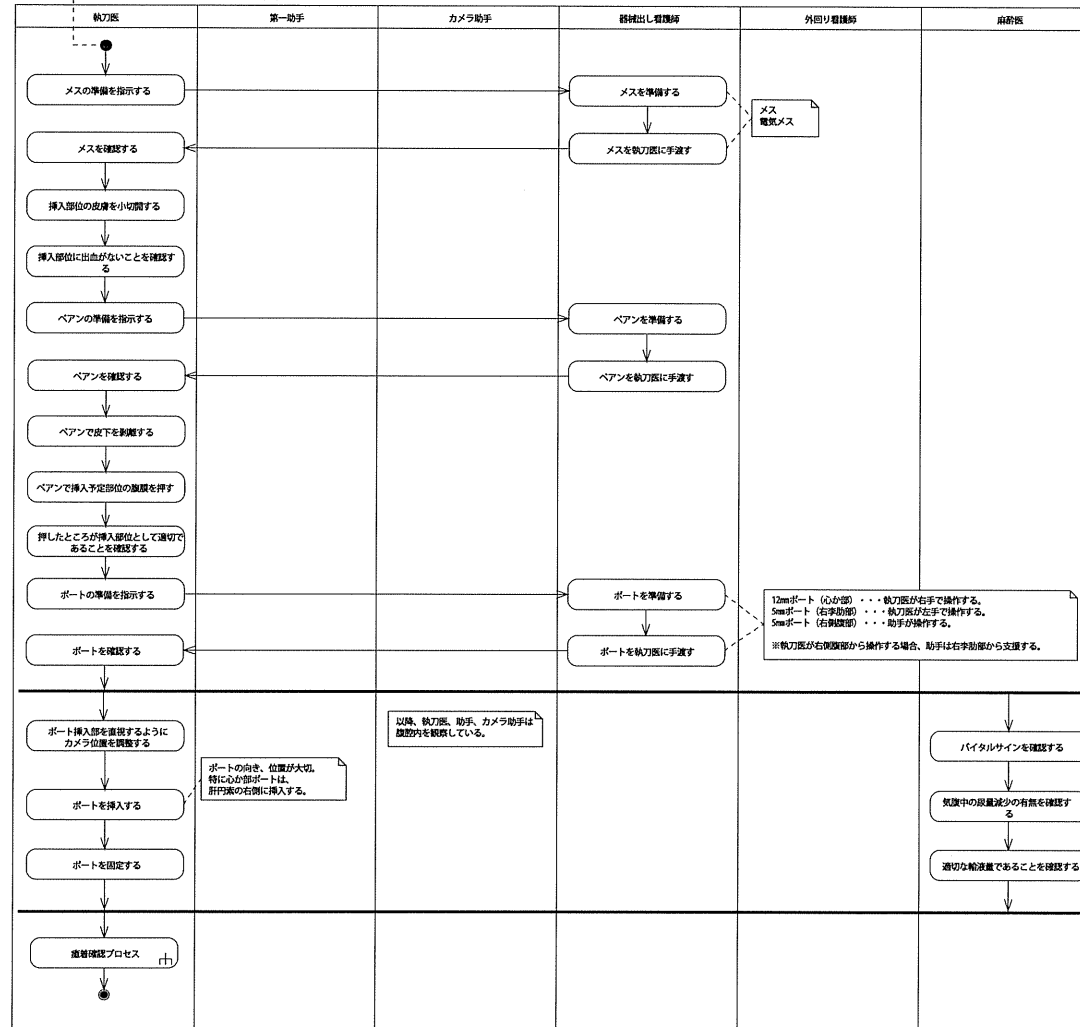 執刀医
第一助手
カメラ助手
器械出し看護師
外回り看護師
麻酔医
メスの準備を指示する
メスを準備する
メス
電気メス
メスを確認する
メスを執刀医に手渡す
挿入部位の皮膚を小切開する
挿入部位に出血がないことを確認す
る
ペアンの準備を指示する
ペアンを準備する
ペアンを確認する
ペアンを執刀医に手渡す
ペアンで皮下を剥離する
ペアンで挿入予定部位の腹膜を押す
押したところが挿入部位として適切で
あることを確認する
ポートの準備を指示する
ポートを準備する
12mmポート（心か部）・・・執刀医が右手で操作する。
5mmポート（右季肋部）・・・執刀医が左手で操作する。
5mmポート（右側腹部）・・・助手が操作する。
※執刀医が右側腹部から操作する場合、助手は右季肋部から支援する。
ポートを確認する
ポートを執刀医に手渡す
ポート挿入部を直視するように
カメラ位置を調整する
以降、執刀医、助手、カメラ助手は
腹腔内を観察している。
バイタルサインを確認する
ポートの向き、位置が大切。
特に心か部ポートは、
肝円索の右側に挿入する。
ポートを挿入する
気腹中の尿量減少の有無を確認す
る
ポートを固定する
適切な輸液量であることを確認する
癒着確認プロセス